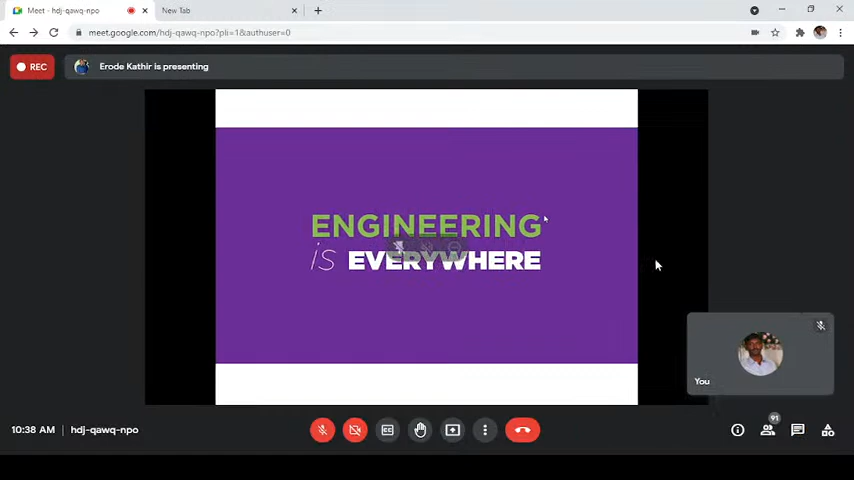 Meet - hdj-qawq-npo
New Tab
meet.google.com/hdj-qawq-npo?pli=1&authuser=0
REC
Erode Kathir is presenting
ENGINEERING
is EVERYWHERE
You
91
10:38 AM | hdj-qawq-npo
CC